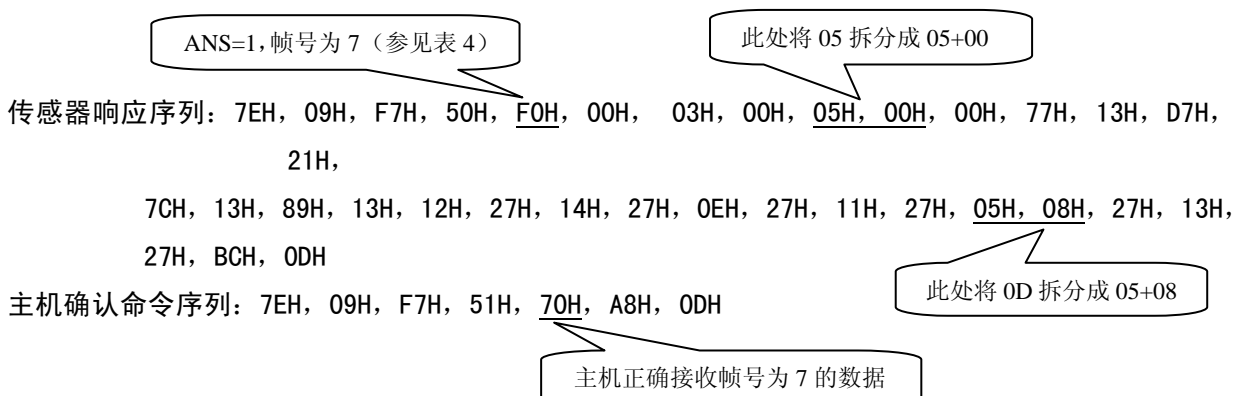 ANS=1，帧号为 7（参见表 4）
此处将 05 拆分成 05+00
传感器响应序列：7EH，09H，F7H，50H，F0H，00H， 03H，00H，05H，00H，00H，77H，13H，D7H，
21H，
7CH，13H，89H，13H，12H，27H，14H，27H，0EH，27H，11H，27H，05H，08H，27H，13H，
27H，BCH，0DH
此处将 0D 拆分成 05+08
主机确认命令序列：7EH，09H，F7H，51H，70H，A8H，0DH
主机正确接收帧号为 7 的数据